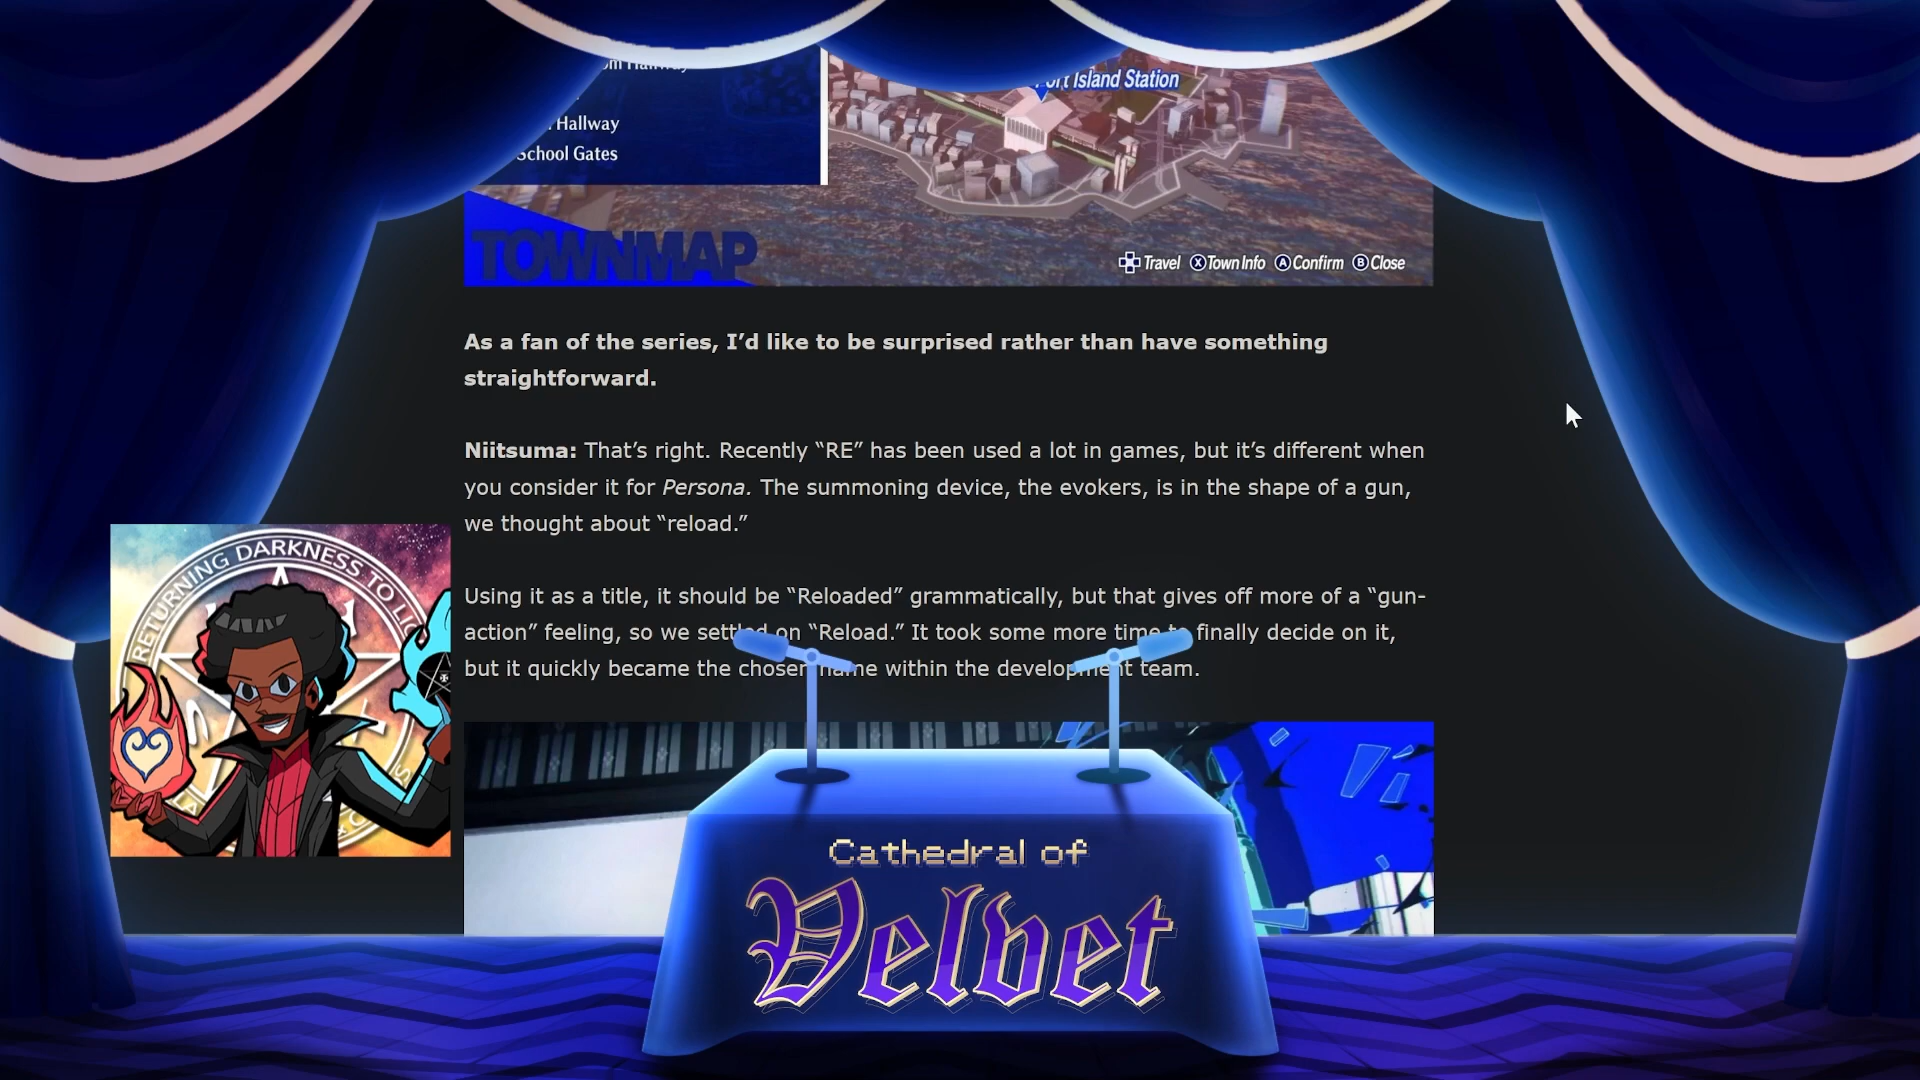 Hallway
Port Island Station
Hallway
School Gates
TOWNMAP
Travel Ⓧ Town Info Ⓐ Confirm Ⓑ Close
As a fan of the series, I’d like to be surprised rather than have something
straightforward.
Niitsuma: That’s right. Recently “RE” has been used a lot in games, but it’s different when
you consider it for Persona. The summoning device, the evokers, is in the shape of a gun,
we thought about “reload.”
Using it as a title, it should be “Reloaded” grammatically, but that gives off more of a “gun-
action” feeling, so we settled on “Reload.” It took some more time to finally decide on it,
but it quickly became the chosen name within the development team.
RETURNING DARKNESS TO LIG
Cathedral of
Velvet